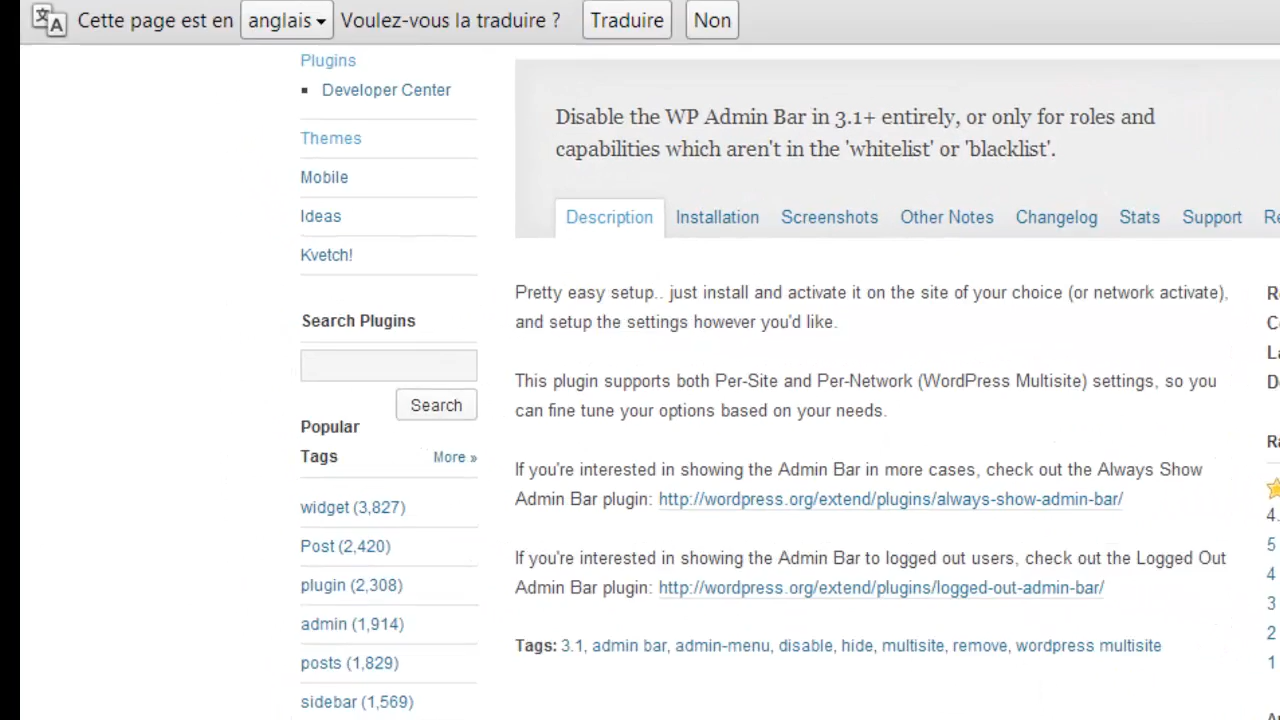 Cette page est en anglais Voulez-vous la traduire ? Traduire Non
Plugins
Developer Center
Themes
Mobile
Ideas
Kvetch!
Search Plugins
Search
Popular
Tags More »
widget (3,827)
Post (2,420)
plugin (2,308)
admin (1,914)
posts (1,829)
sidebar (1,569)
Disable the WP Admin Bar in 3.1+ entirely, or only for roles and
capabilities which aren't in the 'whitelist' or 'blacklist'.
Description Installation Screenshots Other Notes Changelog Stats Support
Pretty easy setup.. just install and activate it on the site of your choice (or network activate),
and setup the settings however you'd like.
This plugin supports both Per-Site and Per-Network (WordPress Multisite) settings, so you
can fine tune your options based on your needs.
If you're interested in showing the Admin Bar in more cases, check out the Always Show
Admin Bar plugin: http://wordpress.org/extend/plugins/always-show-admin-bar/
If you're interested in showing the Admin Bar to logged out users, check out the Logged Out
Admin Bar plugin: http://wordpress.org/extend/plugins/logged-out-admin-bar/
Tags: 3.1, admin bar, admin-menu, disable, hide, multisite, remove, wordpress multisite
5
4
3
2
1